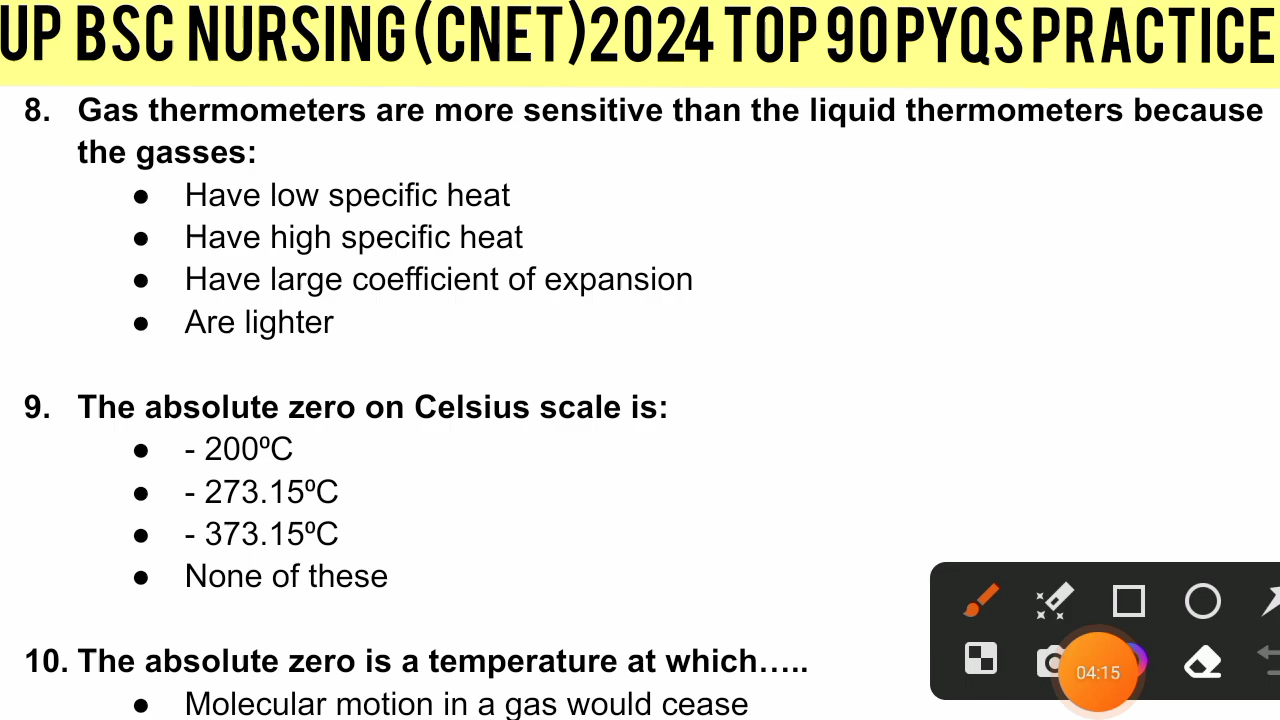 UP BSC NURSING(CNET)2024 TOP 90 PYQS PRACTICE
8. Gas thermometers are more sensitive than the liquid thermometers because
the gasses:
● Have low specific heat
● Have high specific heat
● Have large coefficient of expansion
● Are lighter
9. The absolute zero on Celsius scale is:
● - 200⁰C
● - 273.15⁰C
● - 373.15⁰C
● None of these
10. The absolute zero is a temperature at which…..
● Molecular motion in a gas would cease
04:15